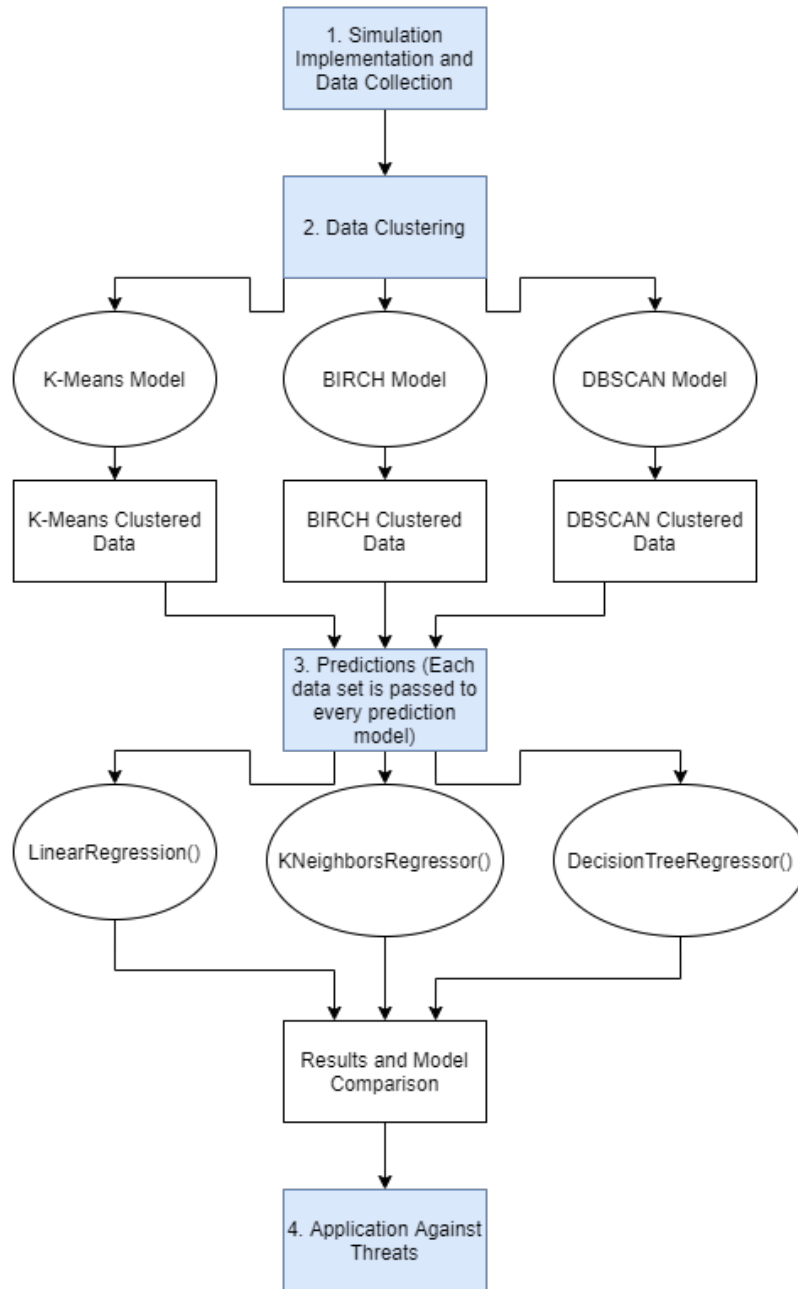 1. Simulation
Implementation and
Data Collection
2. Data Clustering
K-Means Model
BIRCH Model
DBSCAN Model
K-Means Clustered
Data
BIRCH Clustered
Data
DBSCAN Clustered
Data
3. Predictions (Each
data set is passed to
every prediction
model)
LinearRegression()
KNeighborsRegressor()
DecisionTreeRegressor()
Results and Model
Comparison
4. Application Against
Threats